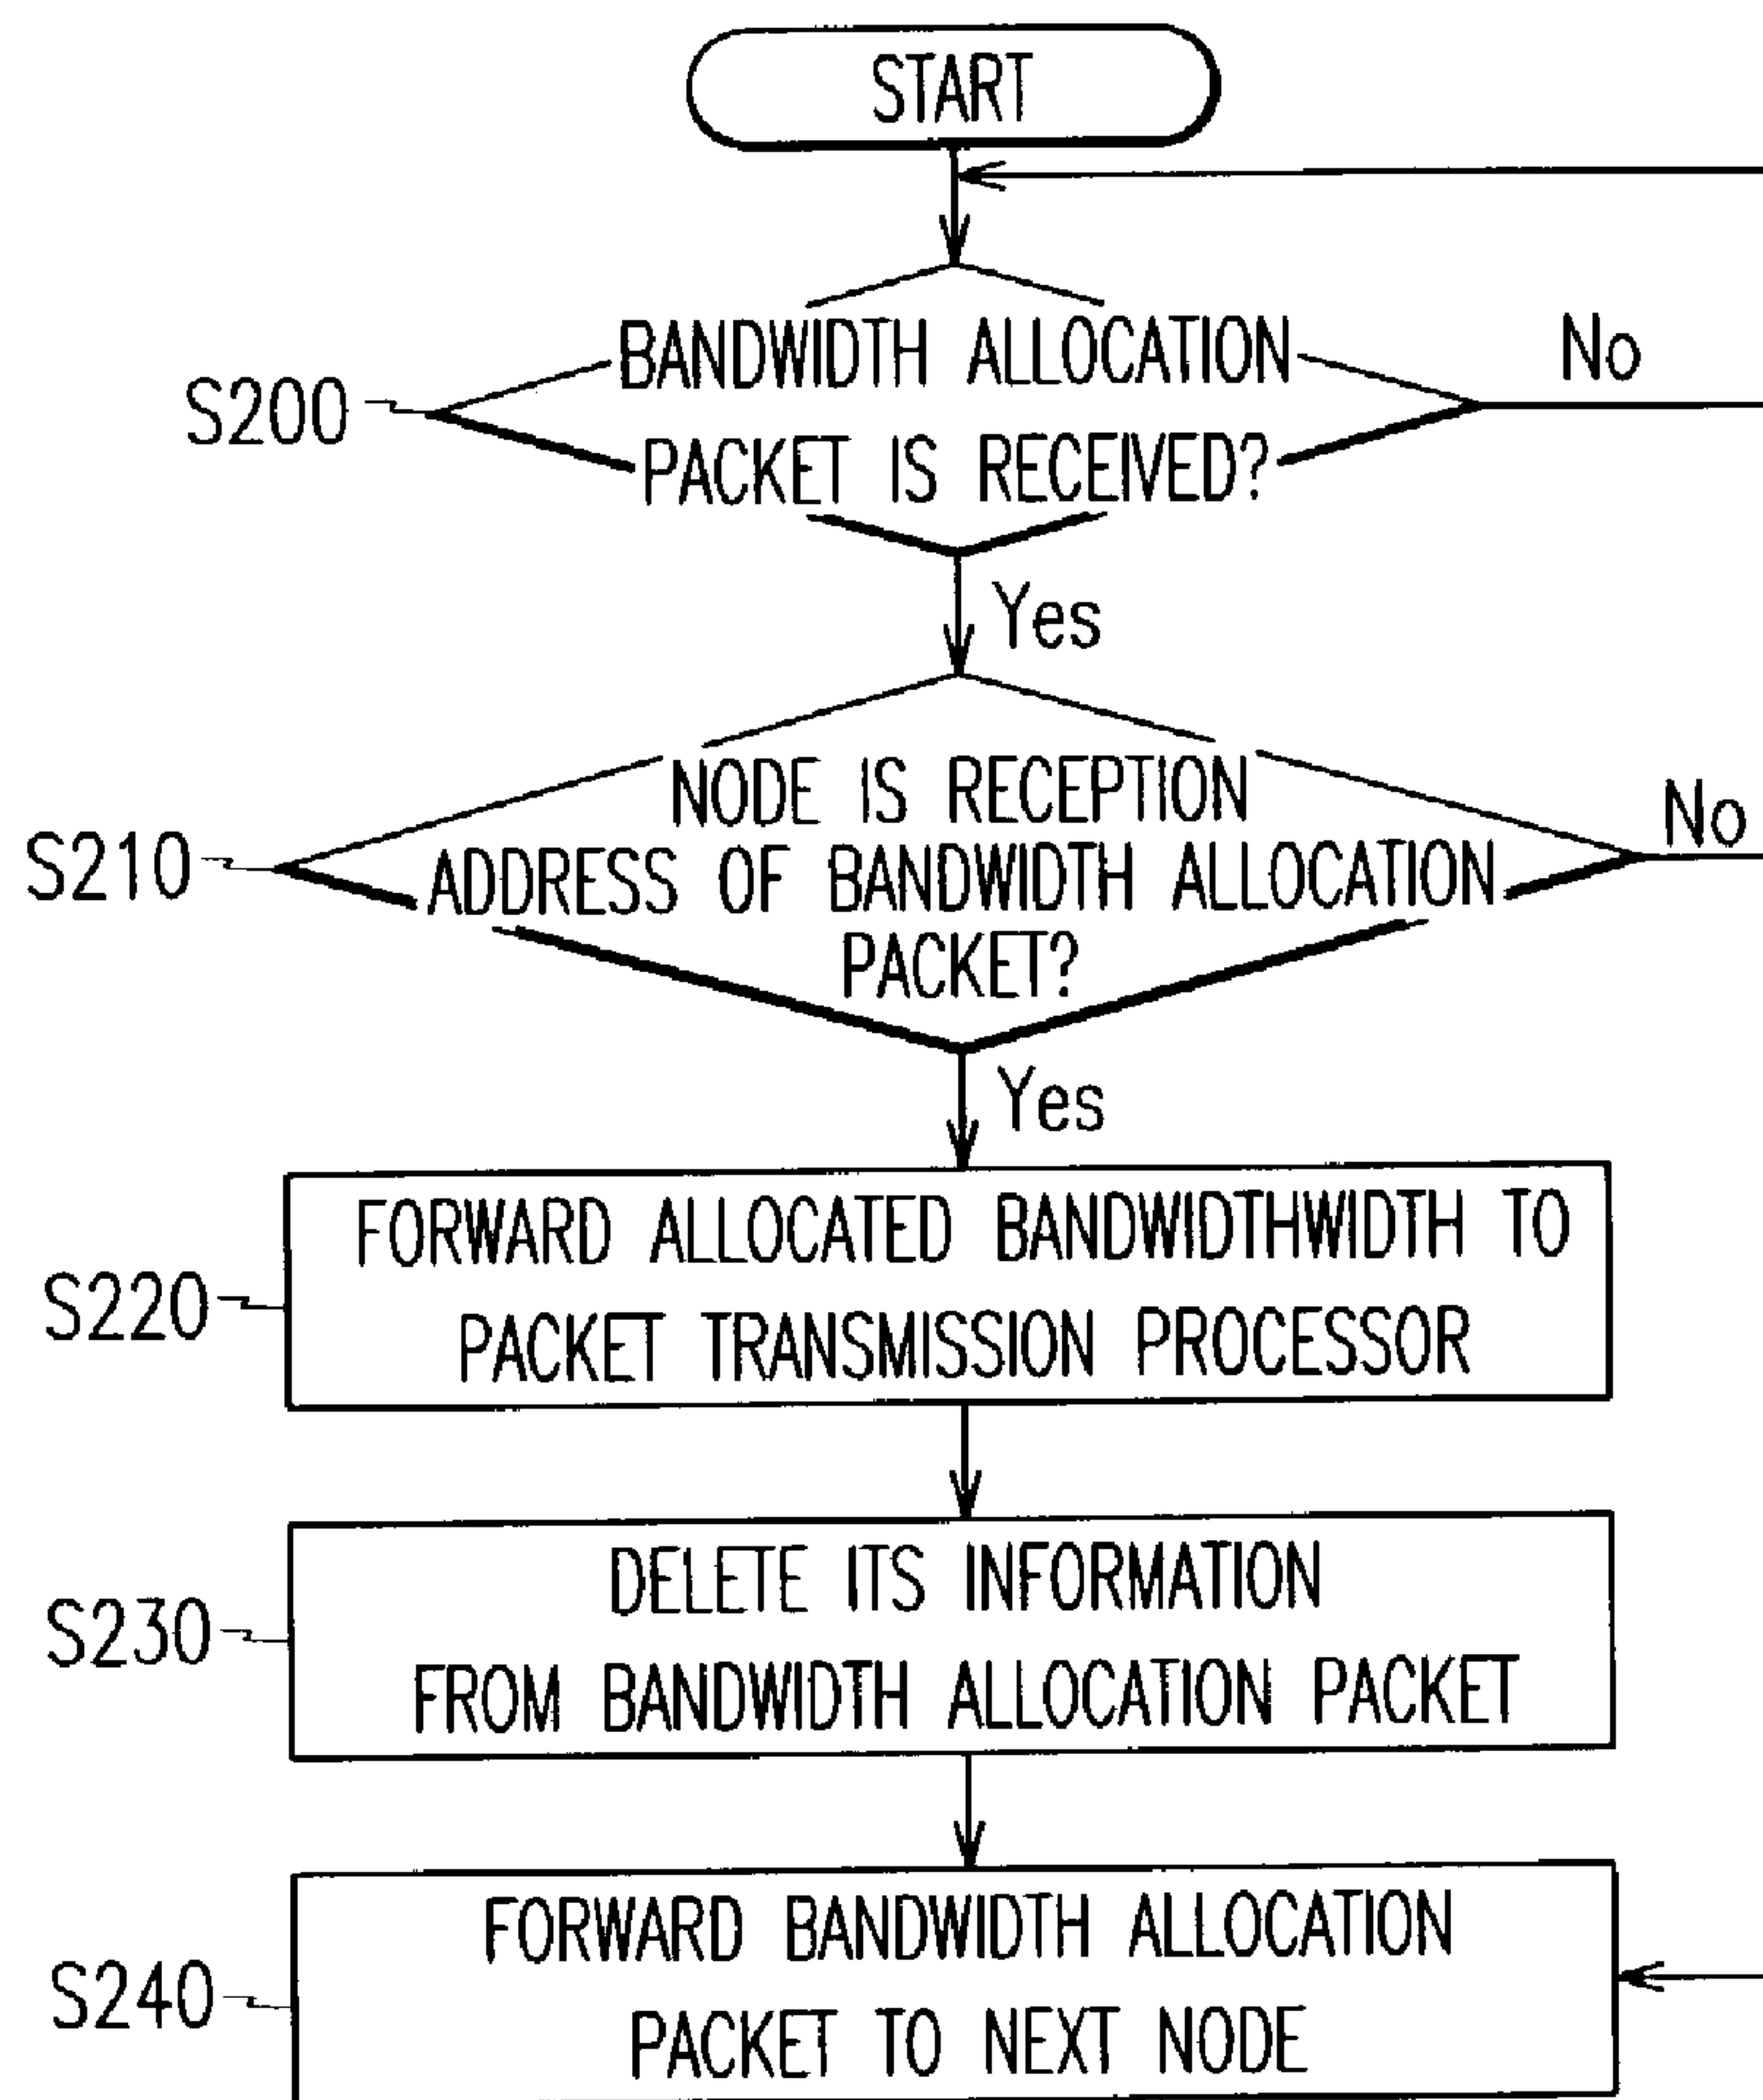 START
BANDWIDTH ALLOCATION
No
S200
PACKET IS RECEIVED?
Yes
NODE IS RECEPTION
No
S210
ADDRESS OF BANDWIDTH ALLOCATION
PACKET?
Yes
FORWARD ALLOCATED BANDWIDTHWIDTH TO
S220
PACKET TRANSMISSION PROCESSOR
DELETE ITS INFORMATION
S230
FROM BANDWIDTH ALLOCATION PACKET
FORWARD BANDWIDTH ALLOCATION
S240
PACKET TO NEXT NODE